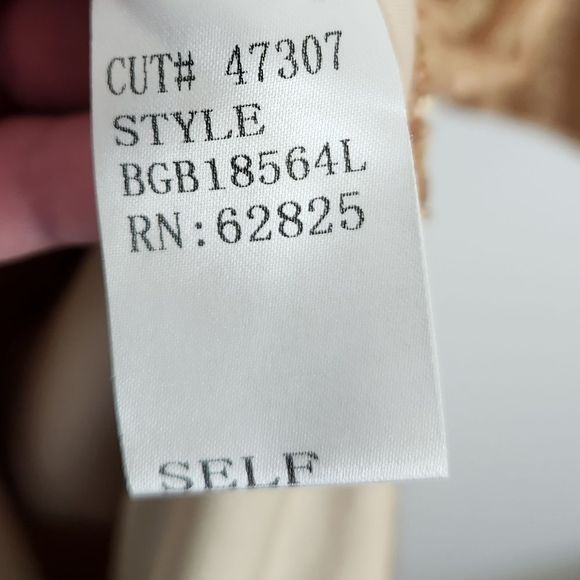 CUT# 47307
STYLE
BGB18564L
RN:62825
SELF